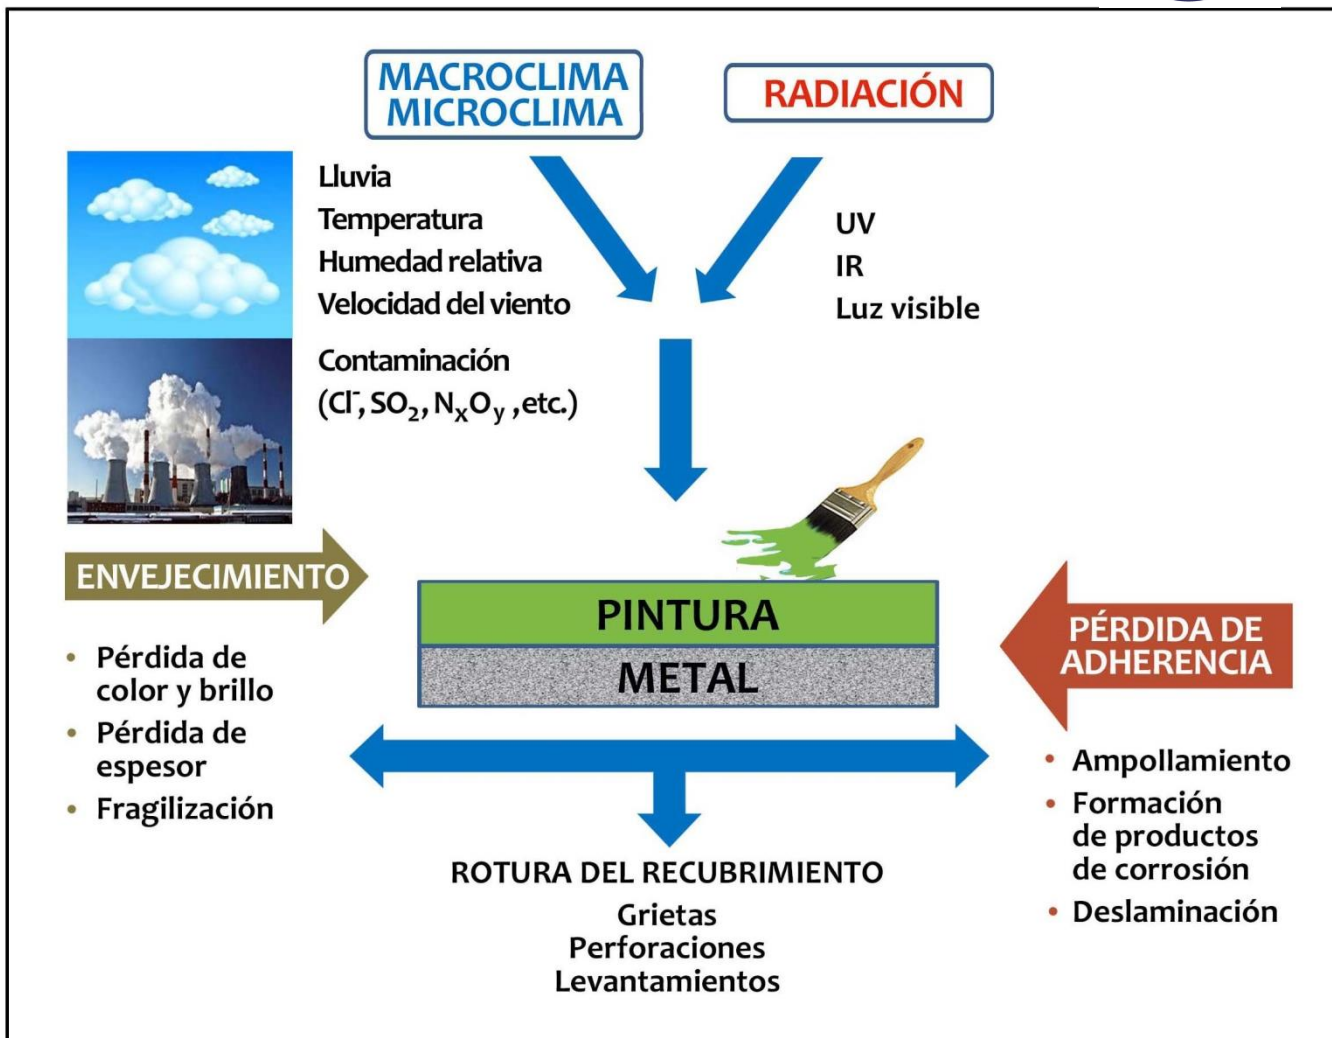 MACROCLIMA
MICROCLIMA
RADIACIÓN
Lluvia
Temperatura
Humedad relativa
Velocidad del viento
Contaminación
(Cl⁻, SO₂, NₓOᵧ ,etc.)
UV
IR
Luz visible
ENVEJECIMIENTO
• Pérdida de
color y brillo
• Pérdida de
espesor
• Fragilización
PINTURA
METAL
PÉRDIDA DE
ADHERENCIA
• Ampollamiento
• Formación
de productos
de corrosión
• Deslaminación
ROTURA DEL RECUBRIMIENTO
Grietas
Perforaciones
Levantamientos